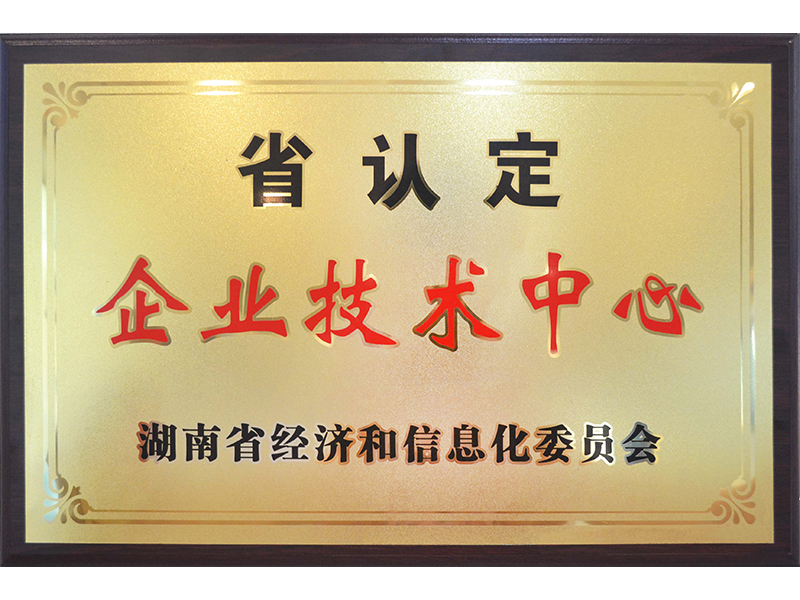 省认定
企业技术中心
湖南省经济和信息化委员会